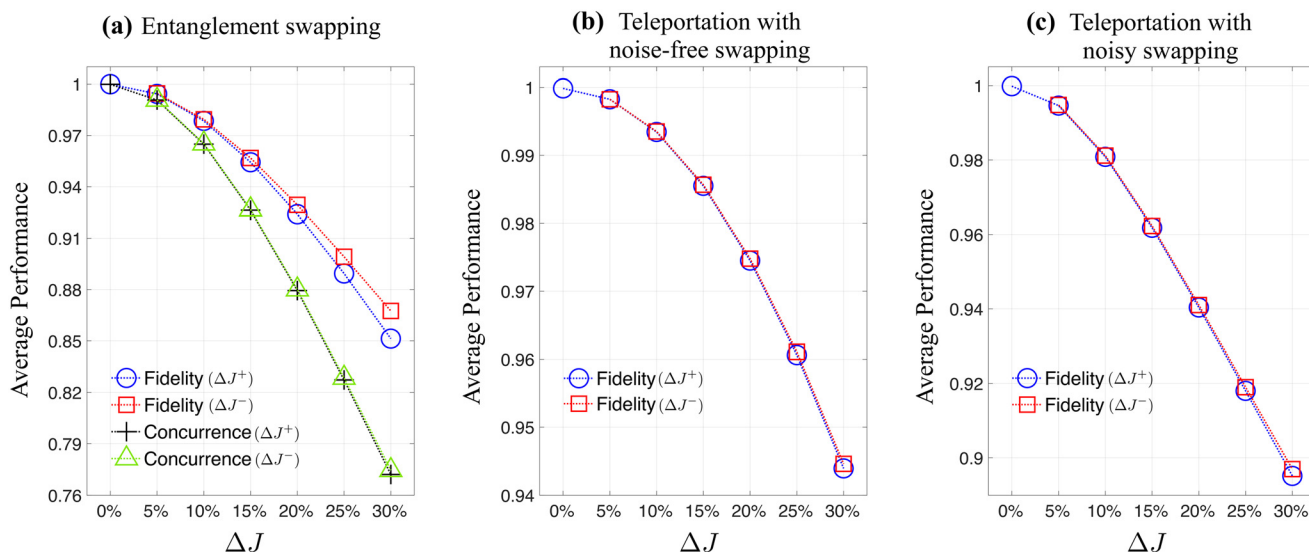 (a) Entanglement swapping
Average Performance
1
0.97
0.94
0.91
0.88
0.85
0.82
0.79
0.76
Fidelity (ΔJ⁺)
Fidelity (ΔJ⁻)
Concurrence (ΔJ⁺)
Concurrence (ΔJ⁻)
0% 5% 10% 15% 20% 25% 30%
ΔJ
(b) Teleportation with
noise-free swapping
Average Performance
1
0.99
0.98
0.97
0.96
0.95
0.94
Fidelity (ΔJ⁺)
Fidelity (ΔJ⁻)
0% 5% 10% 15% 20% 25% 30%
ΔJ
(c) Teleportation with
noisy swapping
Average Performance
1
0.98
0.96
0.94
0.92
0.9
Fidelity (ΔJ⁺)
Fidelity (ΔJ⁻)
0% 5% 10% 15% 20% 25% 30%
ΔJ